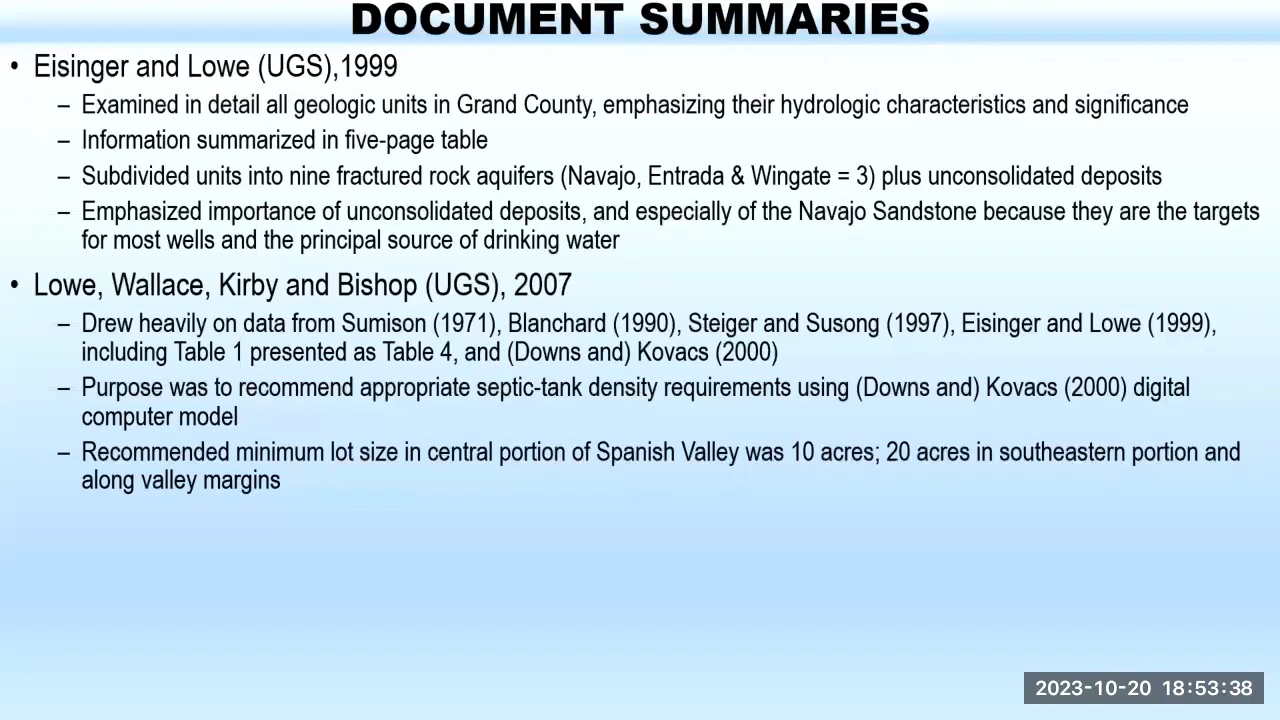 DOCUMENT SUMMARIES
• Eisinger and Lowe (UGS),1999
– Examined in detail all geologic units in Grand County, emphasizing their hydrologic characteristics and significance
– Information summarized in five-page table
– Subdivided units into nine fractured rock aquifers (Navajo, Entrada & Wingate = 3) plus unconsolidated deposits
– Emphasized importance of unconsolidated deposits, and especially of the Navajo Sandstone because they are the targets
for most wells and the principal source of drinking water
• Lowe, Wallace, Kirby and Bishop (UGS), 2007
– Drew heavily on data from Sumison (1971), Blanchard (1990), Steiger and Susong (1997), Eisinger and Lowe (1999),
including Table 1 presented as Table 4, and (Downs and) Kovacs (2000)
– Purpose was to recommend appropriate septic-tank density requirements using (Downs and) Kovacs (2000) digital
computer model
– Recommended minimum lot size in central portion of Spanish Valley was 10 acres; 20 acres in southeastern portion and
along valley margins
2023-10-20 18:53:38